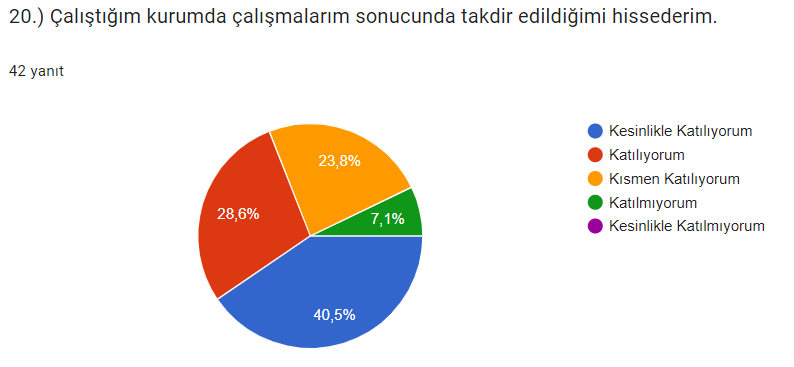 20.) Çalıştığım kurumda çalışmalarım sonucunda takdir edildiğimi hissederim.
42 yanıt
Kesinlikle Katılıyorum
Katılıyorum
Kısmen Katılıyorum
Katılmıyorum
Kesinlikle Katılmıyorum
23,8%
28,6%
7,1%
40,5%